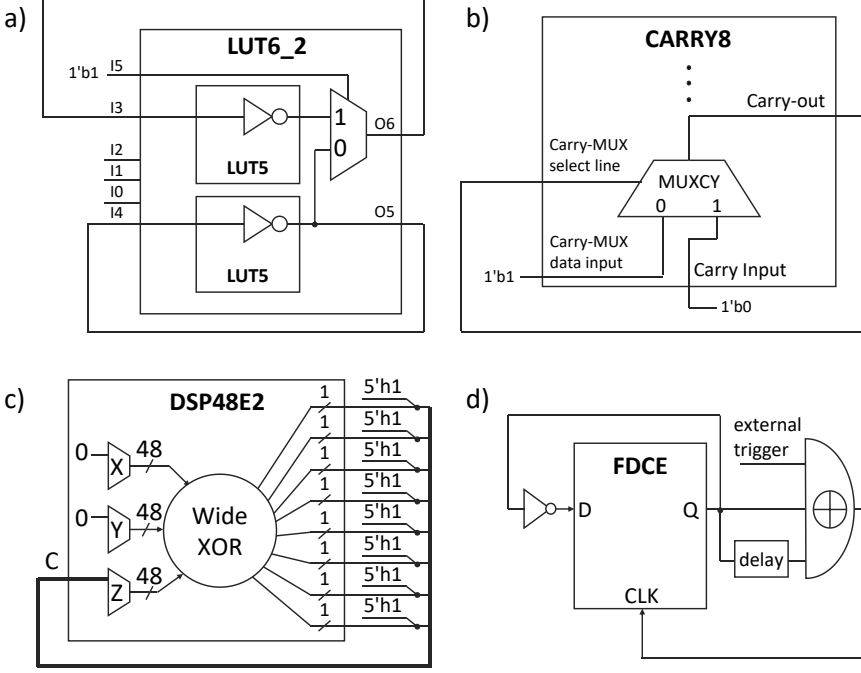 a)
LUT6_2
1'b1
I5
I3
1
O6
0
I2
LUT5
I1
I0
I4
O5
LUT5
b)
CARRY8
Carry-out
Carry-MUX
select line
MUXCY
0 1
Carry-MUX
data input
Carry Input
1'b1
1'b0
c)
DSP48E2
1 5'h1
1 5'h1
0 X 48
1 5'h1
1 5'h1
0 Y 48
Wide
XOR
1 5'h1
C
1 5'h1
Z 48
1 5'h1
1 5'h1
d)
external
trigger
FDCE
D
Q
delay
CLK